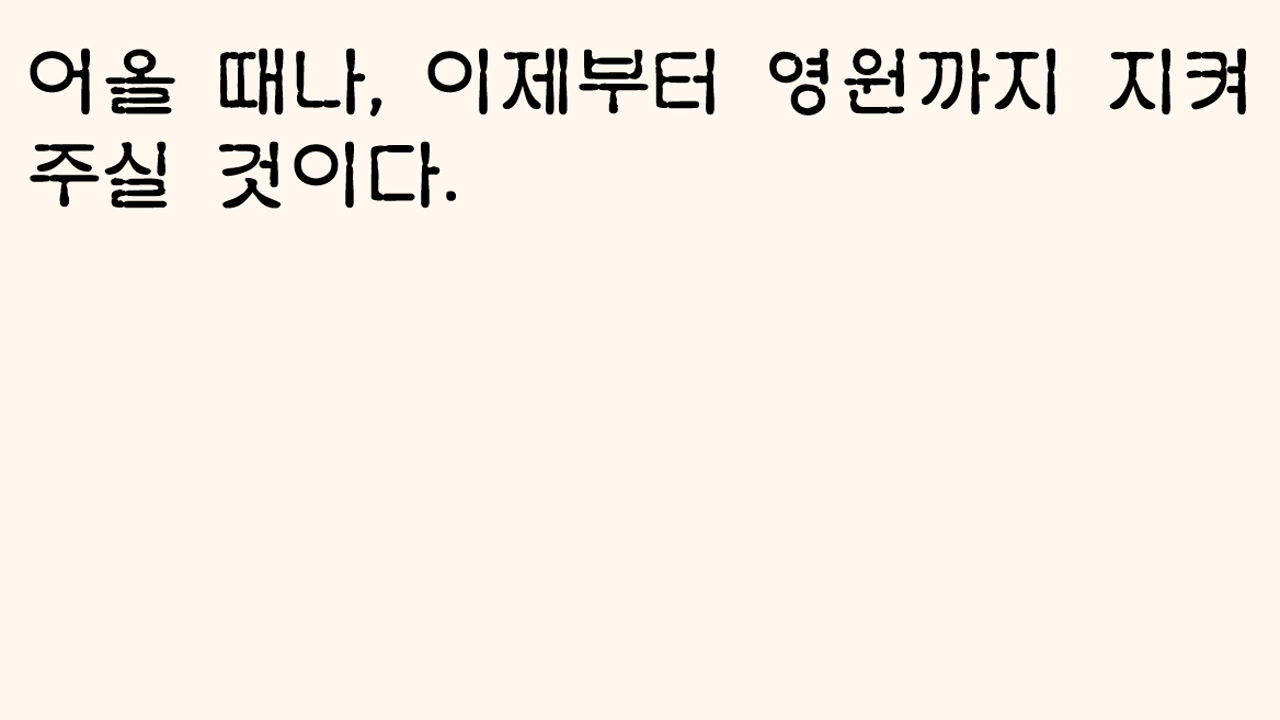 어올 때나, 이제부터 영원까지 지켜
주실 것이다.